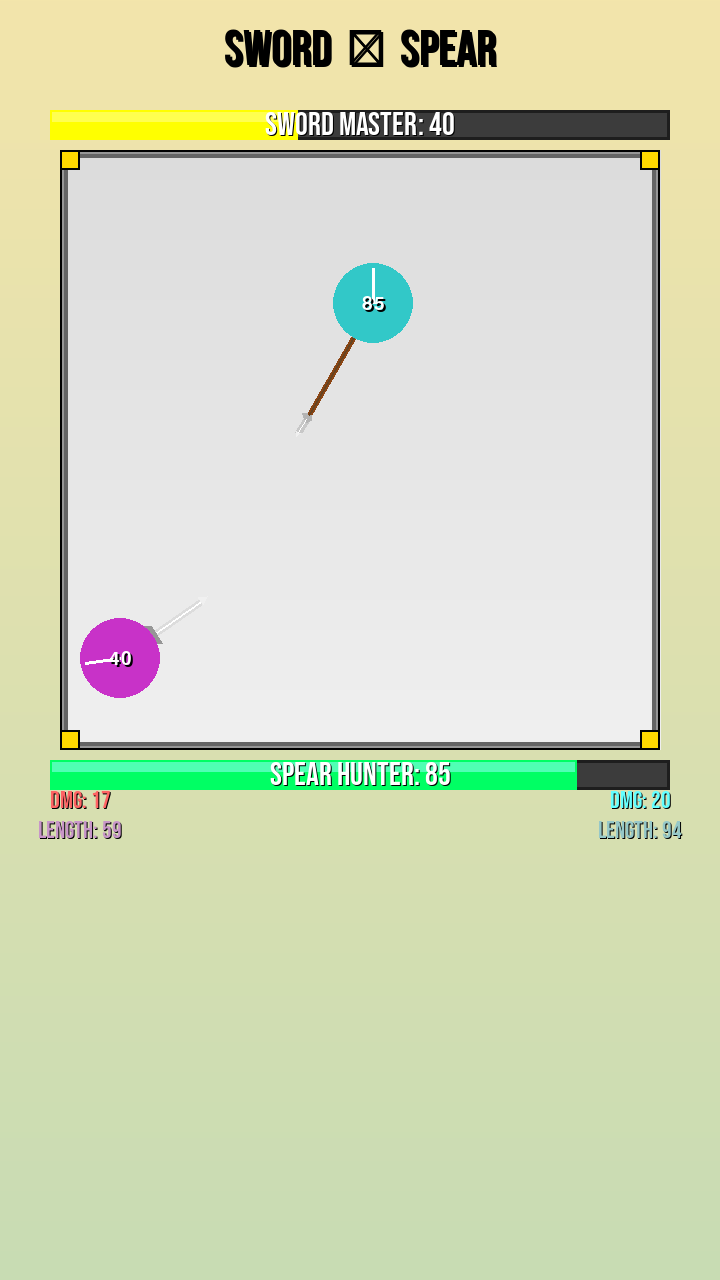 SWORD ☒ SPEAR
SWORD MASTER: 40
85
40
SPEAR HUNTER: 85
DMG: 17
DMG: 20
LENGTH: 59
LENGTH: 94